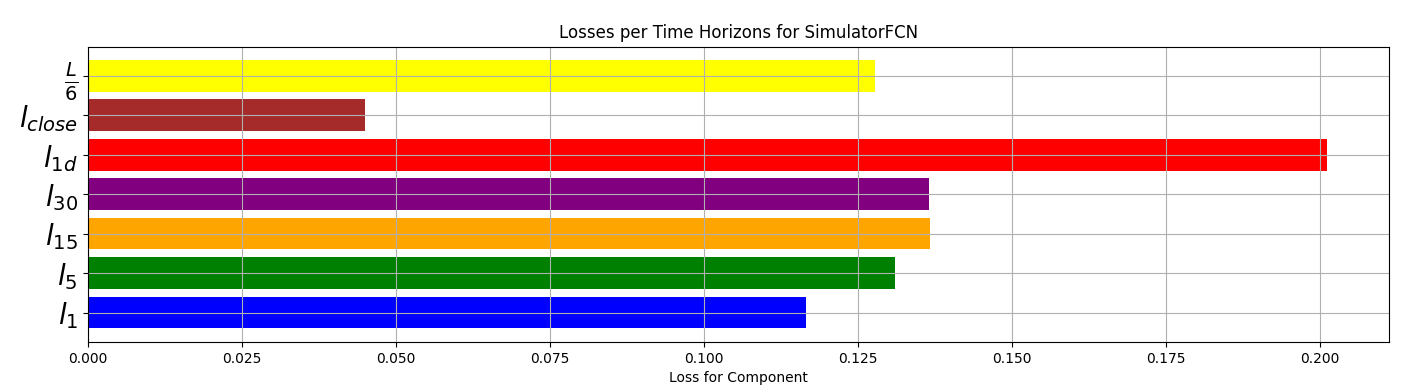 Losses per Time Horizons for SimulatorFCN
L/6
l_close
l_1d
l_30
l_15
l_5
l_1
0.000 0.025 0.050 0.075 0.100 0.125 0.150 0.175 0.200
Loss for Component